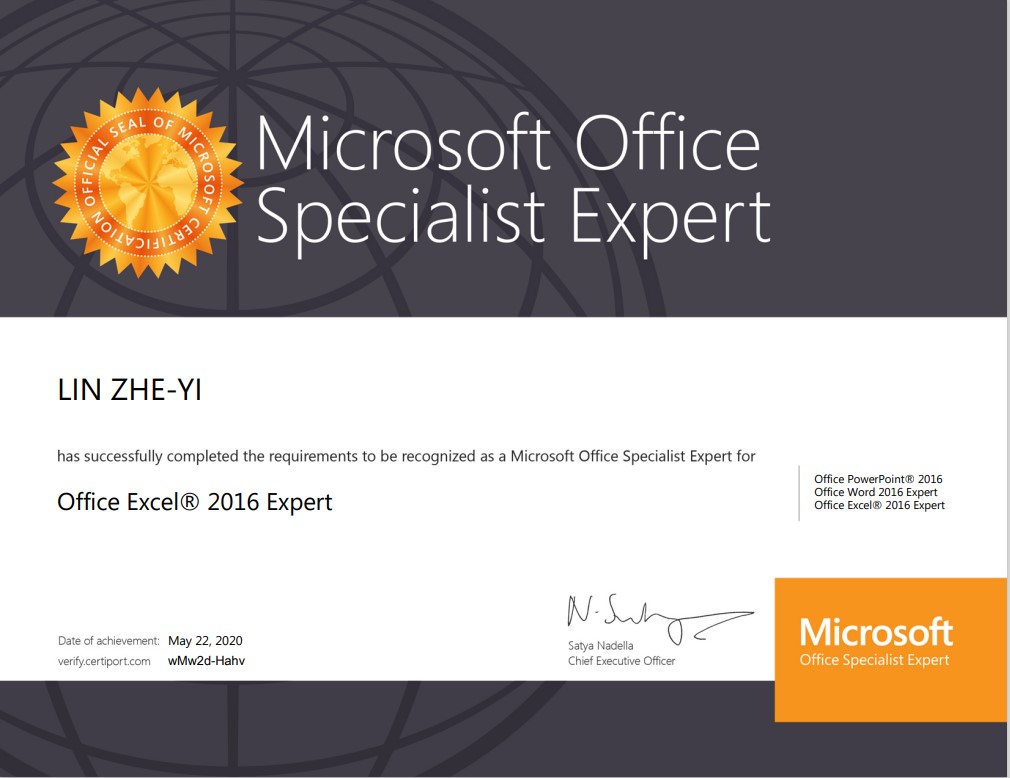 OFFICIAL SEAL OF MICROSOFT CERTIFICATION
Microsoft Office
Specialist Expert
LIN ZHE-YI
has successfully completed the requirements to be recognized as a Microsoft Office Specialist Expert for
Office Excel® 2016 Expert
Office PowerPoint® 2016
Office Word 2016 Expert
Office Excel® 2016 Expert
Date of achievement: May 22, 2020
verify.certiport.com wMw2d-Hahv
Satya Nadella
Chief Executive Officer
Microsoft
Office Specialist Expert